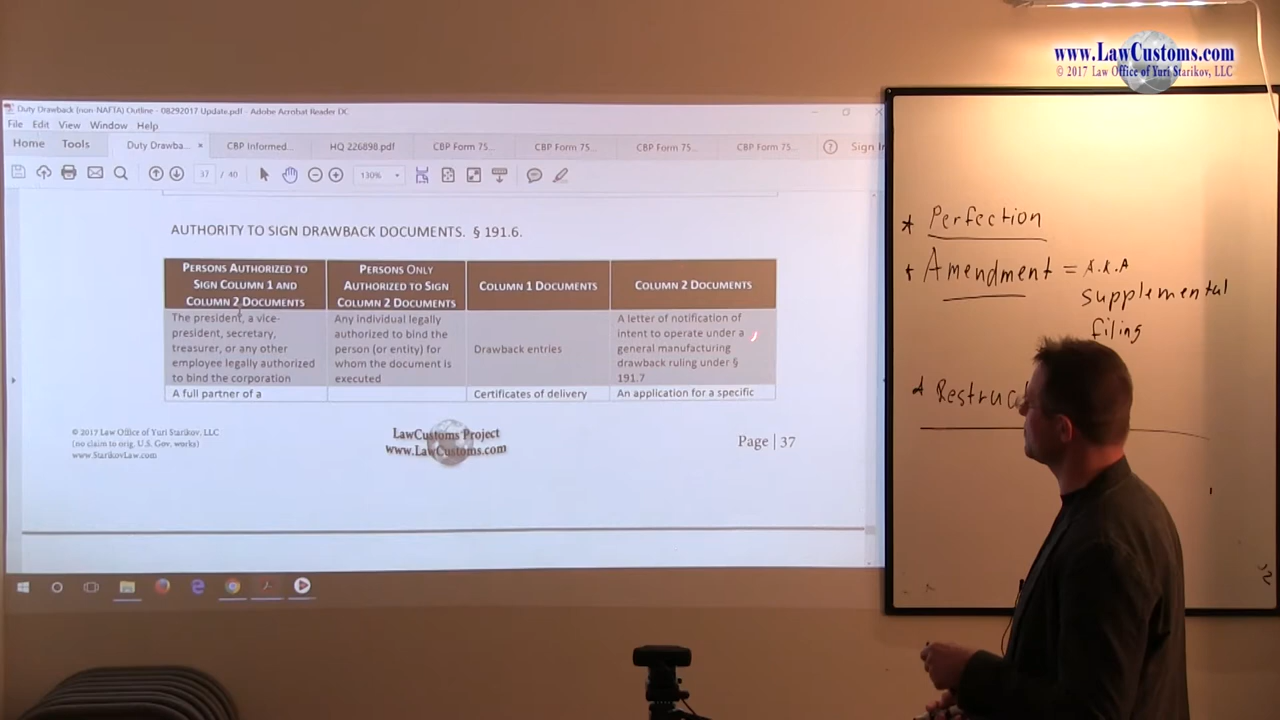 www.LawCustoms.com
© 2017 Law Office of Yuri Starikov, LLC
Duty Drawback (non-NAFTA) Outline - 08292017 Update.pdf - Adobe Acrobat Reader DC
File Edit View Window Help
Home Tools Duty Drawba... × CBP Informed... HQ 226898.pdf CBP Form 75... CBP Form 75... CBP Form 75... CBP Form 75... Sign In
37 / 40 130%
AUTHORITY TO SIGN DRAWBACK DOCUMENTS. § 191.6.
PERSONS AUTHORIZED TO
SIGN COLUMN 1 AND
COLUMN 2 DOCUMENTS
PERSONS ONLY
AUTHORIZED TO SIGN
COLUMN 2 DOCUMENTS
COLUMN 1 DOCUMENTS
COLUMN 2 DOCUMENTS
The president, a vice-
president, secretary,
treasurer, or any other
employee legally authorized
to bind the corporation
Any individual legally
authorized to bind the
person (or entity) for
whom the document is
executed
Drawback entries
A letter of notification of
intent to operate under a
general manufacturing
drawback ruling under §
191.7
A full partner of a
Certificates of delivery
An application for a specific
© 2017 Law Office of Yuri Starikov, LLC
(no claim to orig. U.S. Gov. works)
www.StarikovLaw.com
LawCustoms Project
www.LawCustoms.com
Page | 37
* Perfection
* Amendment = A.K.A
supplemental
filing
* Restruc